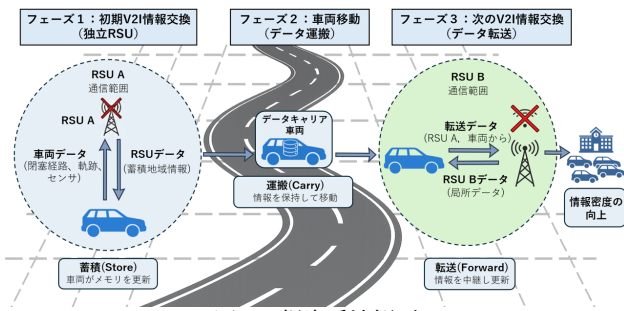 フェーズ１：初期V2I情報交換
（独立RSU）
フェーズ２：車両移動
（データ運搬）
フェーズ３：次のV2I情報交換
（データ転送）
RSU A
通信範囲
RSU A
車両データ
(閉塞経路、軌跡、
センサ)
RSUデータ
(蓄積地域情報)
蓄積(Store)
車両がメモリを更新
データキャリア
車両
運搬(Carry)
情報を保持して移動
RSU B
通信範囲
転送データ
(RSU A、車両から)
RSU Bデータ
(局所データ)
転送(Forward)
情報を中継し更新
情報密度の
向上